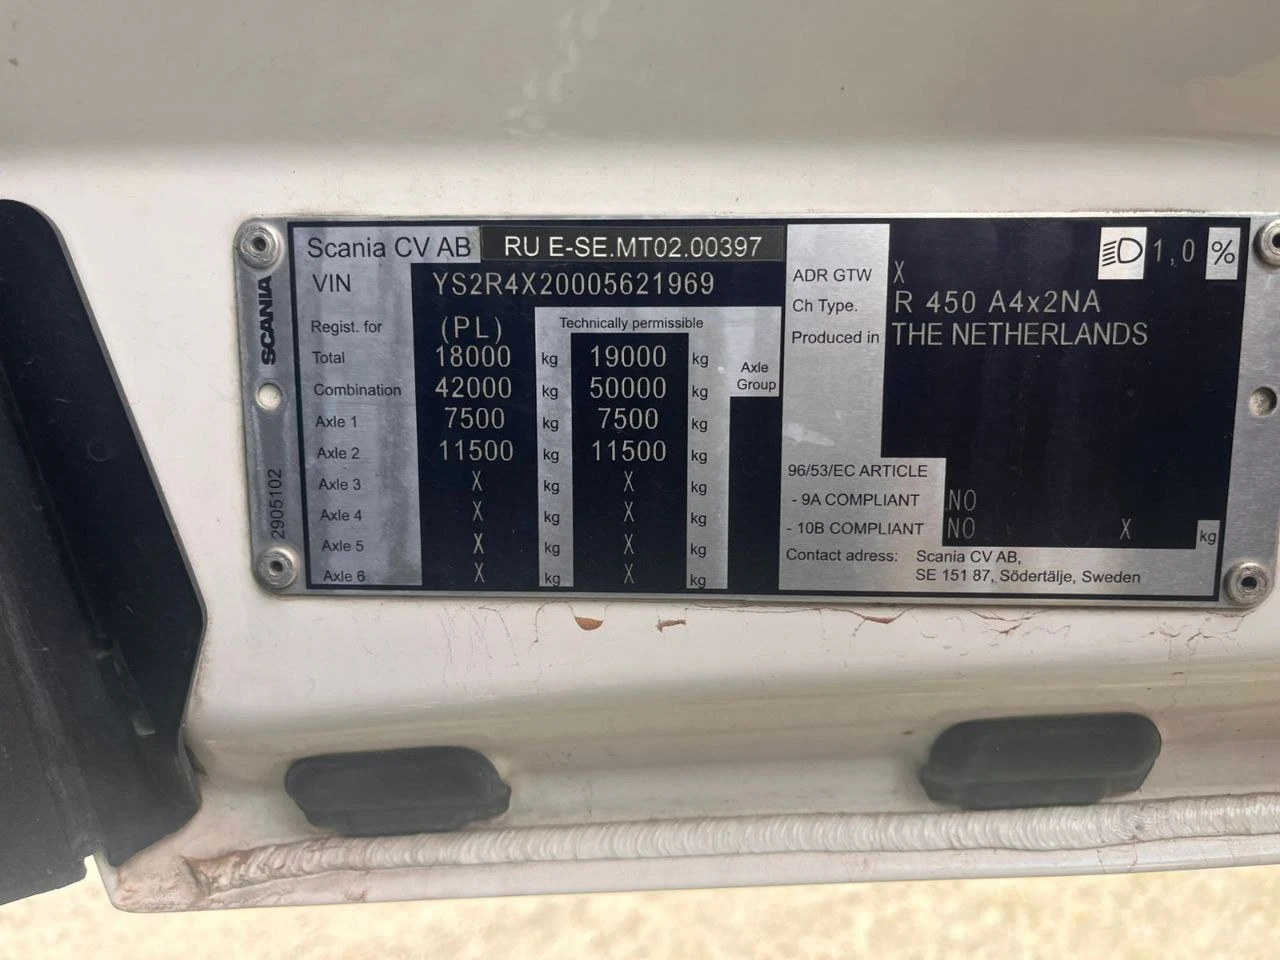 Scania CV AB RU E-SE.MT02.00397
VIN YS2R4X20005621969
Regist. for (PL) Technically permissible
Total 18000 kg 19000 kg
Combination 42000 kg 50000 kg
Axle Group
Axle 1 7500 kg 7500 kg
Axle 2 11500 kg 11500 kg
Axle 3 X kg X kg
Axle 4 X kg X kg
Axle 5 X kg X kg
Axle 6 X kg X kg
SCANIA
2905102
1,0 %
ADR GTW X
Ch Type. R 450 A4x2NA
Produced in THE NETHERLANDS
96/53/EC ARTICLE
- 9A COMPLIANT NO
- 10B COMPLIANT NO X kg
Contact adress: Scania CV AB,
SE 151 87, Södertälje, Sweden